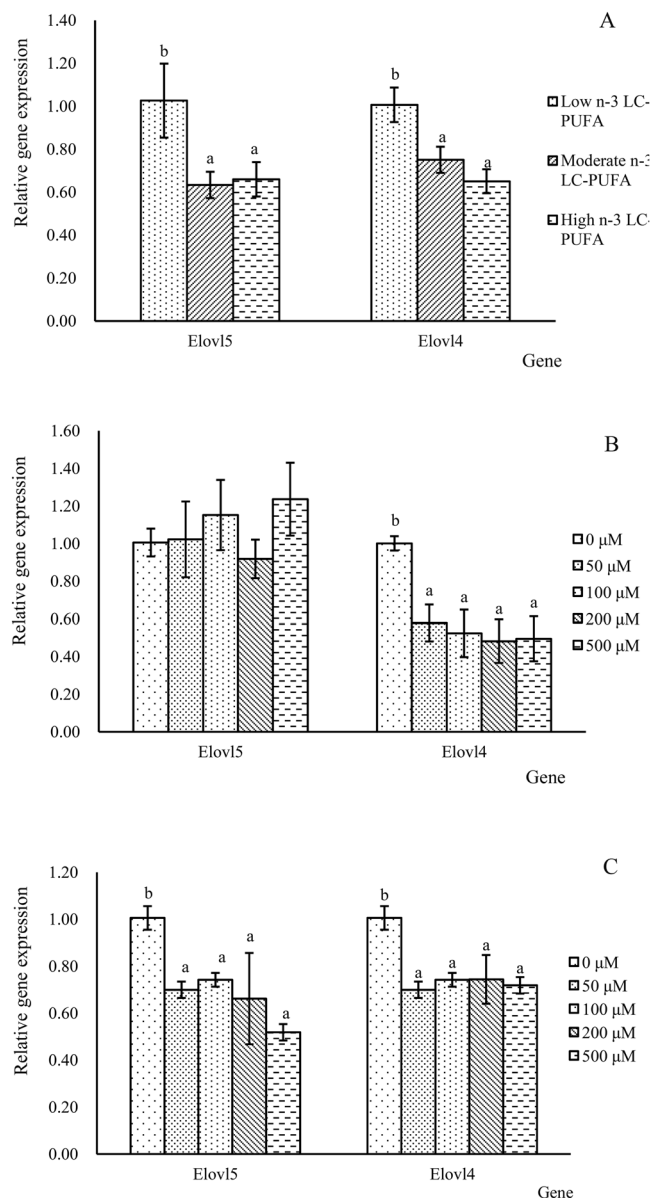 A
Relative gene expression
1.40
1.20
1.00
0.80
0.60
0.40
0.20
0.00
b
a
a
b
a
a
Elovl5
Elovl4
Gene
Low n-3 LC-
PUFA
Moderate n-3
LC-PUFA
High n-3 LC-
PUFA
B
Relative gene expression
1.60
1.40
1.20
1.00
0.80
0.60
0.40
0.20
0.00
b
a
a
a
a
Elovl5
Elovl4
Gene
0 μM
50 μM
100 μM
200 μM
500 μM
C
Relative gene expression
1.20
1.00
0.80
0.60
0.40
0.20
0.00
b
a
a
a
a
b
a
a
a
a
Elovl5
Elovl4
Gene
0 μM
50 μM
100 μM
200 μM
500 μM